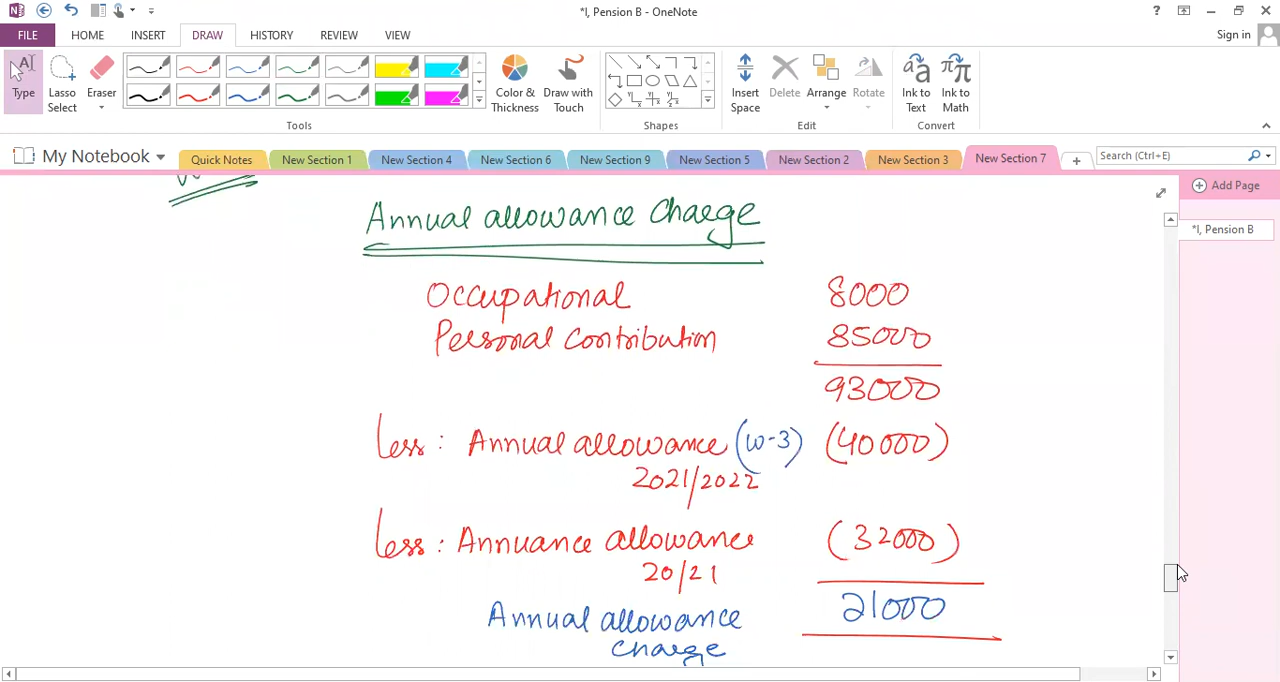 *I, Pension B - OneNote
?
FILE HOME INSERT DRAW HISTORY REVIEW VIEW Sign in
Type Lasso Select Eraser Color & Thickness Draw with Touch Insert Space Delete Arrange Rotate Ink to Text Ink to Math
Tools Shapes Edit Convert
My Notebook Quick Notes New Section 1 New Section 4 New Section 6 New Section 9 New Section 5 New Section 2 New Section 3 New Section 7 Search (Ctrl+E)
Add Page
*I, Pension B
Annual allowance Charge
Occupational 8000
Personal Contribution 85000
93000
Less: Annual allowance (W-3) (40000)
2021/2022
Less: Annuance allowance (32000)
20/21
Annual allowance 21000
charge